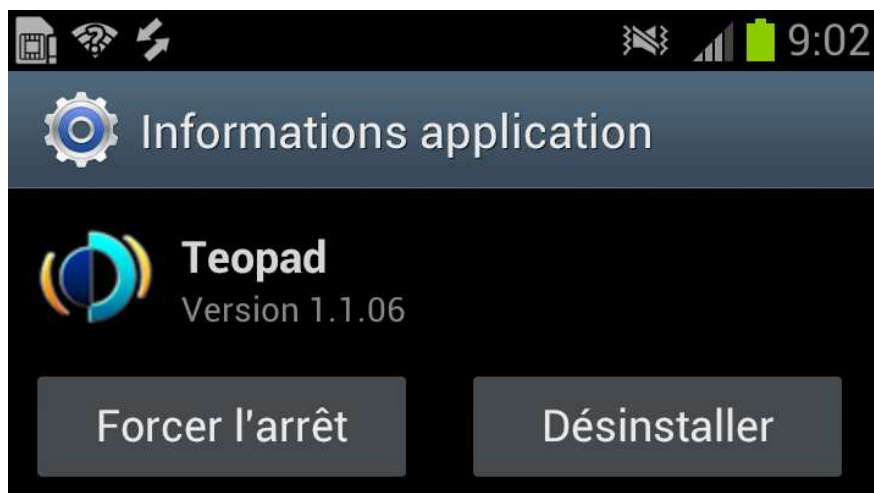 9:02
Informations application
Teopad
Version 1.1.06
Forcer l'arrêt
Désinstaller